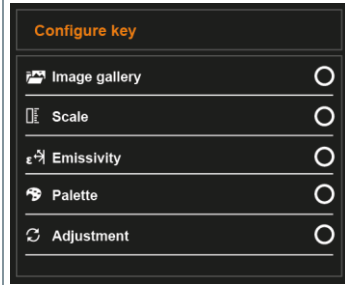 Configure key
Image gallery
Scale
ε Emissivity
Palette
Adjustment